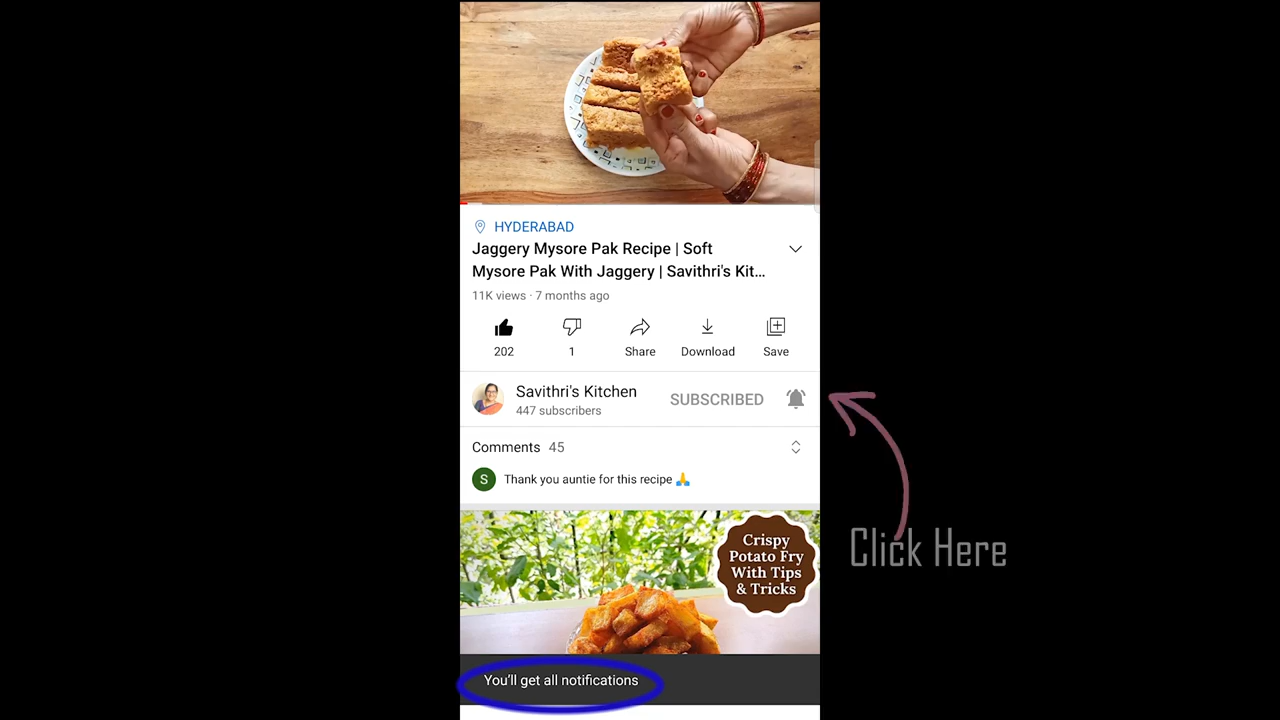 HYDERABAD
Jaggery Mysore Pak Recipe | Soft
Mysore Pak With Jaggery | Savithri's Kit...
11K views · 7 months ago
202
1
Share
Download
Save
Savithri's Kitchen
447 subscribers
SUBSCRIBED
Comments 45
S
Thank you auntie for this recipe 🙏
Click Here
Crispy
Potato Fry
With Tips
& Tricks
You'll get all notifications